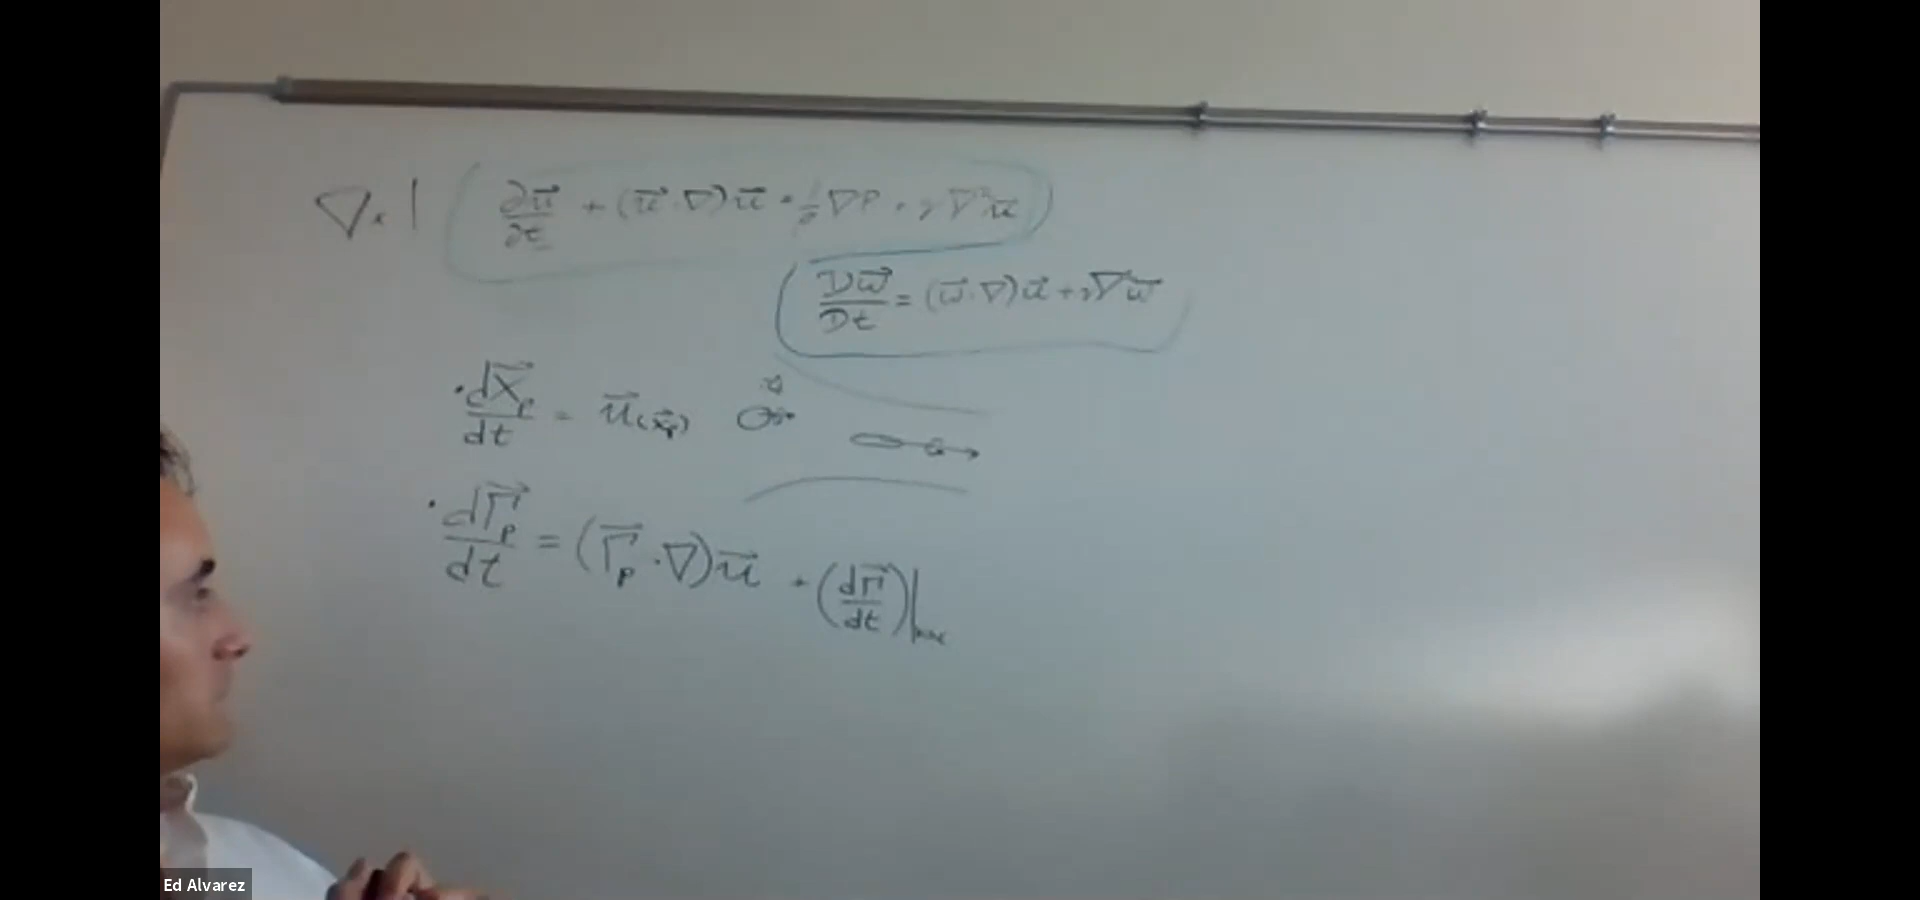 ∇× | ( ∂u⃗/∂t + (u⃗·∇)u⃗ = -1/ρ ∇P + ν∇²u⃗ )
Dω⃗/Dt = (ω⃗·∇)u⃗ + ν∇²ω⃗
· dx⃗ₚ/dt = u⃗(x⃗ₚ)
· dΓ⃗ₚ/dt = (Γ⃗ₚ·∇)u⃗ + (dΓ⃗/dt)|
Ed Alvarez